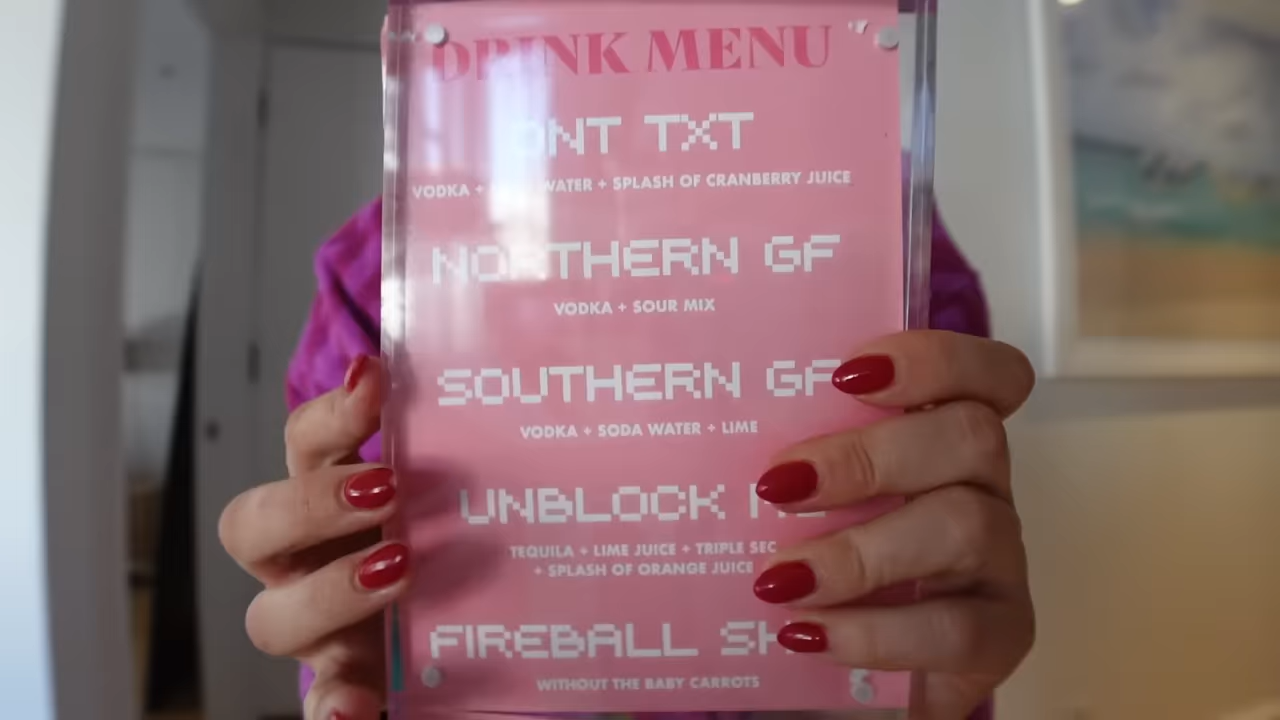 DRINK MENU
TXT
VODKA + WATER + SPLASH OF CRANBERRY JUICE
NORTHERN GF
VODKA + SOUR MIX
SOUTHERN GF
VODKA + SODA WATER + LIME
UNBLOCK
TEQUILA + LIME JUICE + TRIPLE SEC
+ SPLASH OF ORANGE JUICE
FIREBALL
WITHOUT THE BABY CARROTS